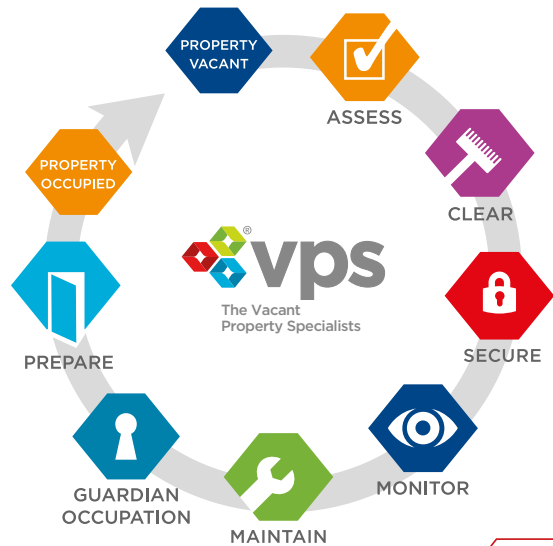 PROPERTY
VACANT
ASSESS
CLEAR
SECURE
MONITOR
MAINTAIN
GUARDIAN
OCCUPATION
PREPARE
PROPERTY
OCCUPIED
vps®
The Vacant
Property Specialists